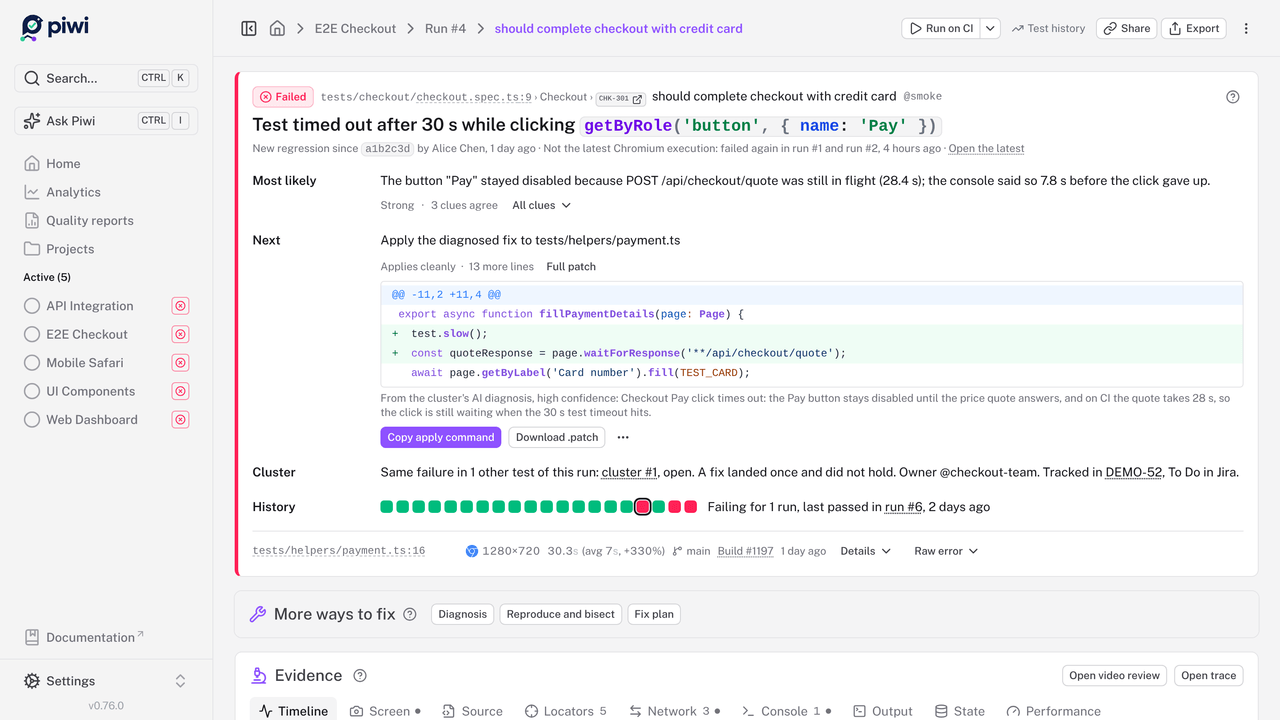 piwi
Search... CTRL K
Ask Piwi CTRL I
Home
Analytics
Quality reports
Projects
Active (5)
API Integration
E2E Checkout
Mobile Safari
UI Components
Web Dashboard
Documentation↗
Settings
v0.76.0
E2E Checkout Run #4 should complete checkout with credit card
Run on CI Test history Share Export
Failed tests/checkout/checkout.spec.ts:9 › Checkout › CHK-301 should complete checkout with credit card @smoke
Test timed out after 30 s while clicking getByRole('button', { name: 'Pay' })
New regression since a1b2c3d by Alice Chen, 1 day ago · Not the latest Chromium execution: failed again in run #1 and run #2, 4 hours ago · Open the latest
Most likely The button "Pay" stayed disabled because POST /api/checkout/quote was still in flight (28.4 s); the console said so 7.8 s before the click gave up.
Strong · 3 clues agree All clues
Next Apply the diagnosed fix to tests/helpers/payment.ts
Applies cleanly · 13 more lines Full patch
@@ -11,2 +11,4 @@
export async function fillPaymentDetails(page: Page) {
+ test.slow();
+ const quoteResponse = page.waitForResponse('**/api/checkout/quote');
await page.getByLabel('Card number').fill(TEST_CARD);
From the cluster's AI diagnosis, high confidence: Checkout Pay click times out: the Pay button stays disabled until the price quote answers, and on CI the quote takes 28 s, so
the click is still waiting when the 30 s test timeout hits.
Copy apply command Download .patch
Cluster Same failure in 1 other test of this run: cluster #1, open. A fix landed once and did not hold. Owner @checkout-team. Tracked in DEMO-52, To Do in Jira.
History Failing for 1 run, last passed in run #6, 2 days ago
tests/helpers/payment.ts:16 1280×720 30.3s (avg 7s, +330%) main Build #1197 1 day ago Details Raw error
More ways to fix Diagnosis Reproduce and bisect Fix plan
Evidence Open video review Open trace
Timeline Screen Source Locators 5 Network 3 Console 1 Output State Performance